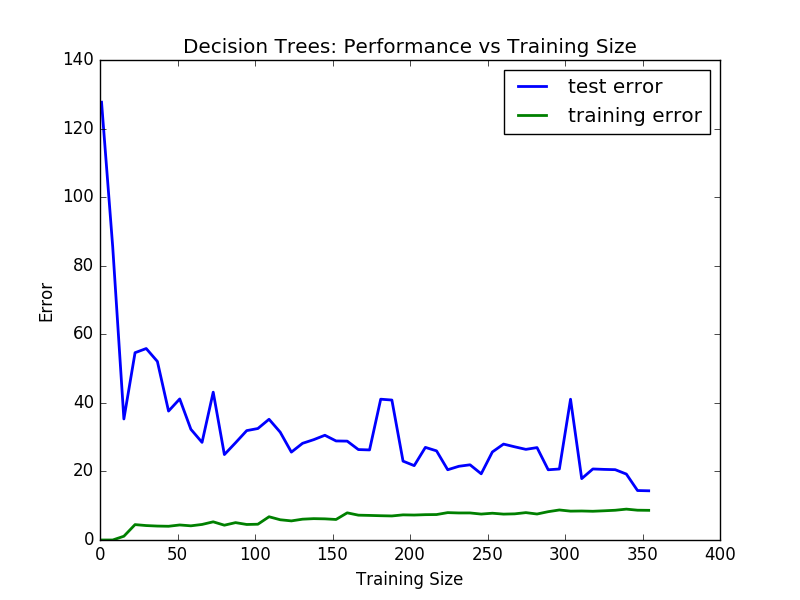 Decision Trees: Performance vs Training Size
140
120
100
80
60
40
20
0
Error
test error
training error
0 50 100 150 200 250 300 350 400
Training Size